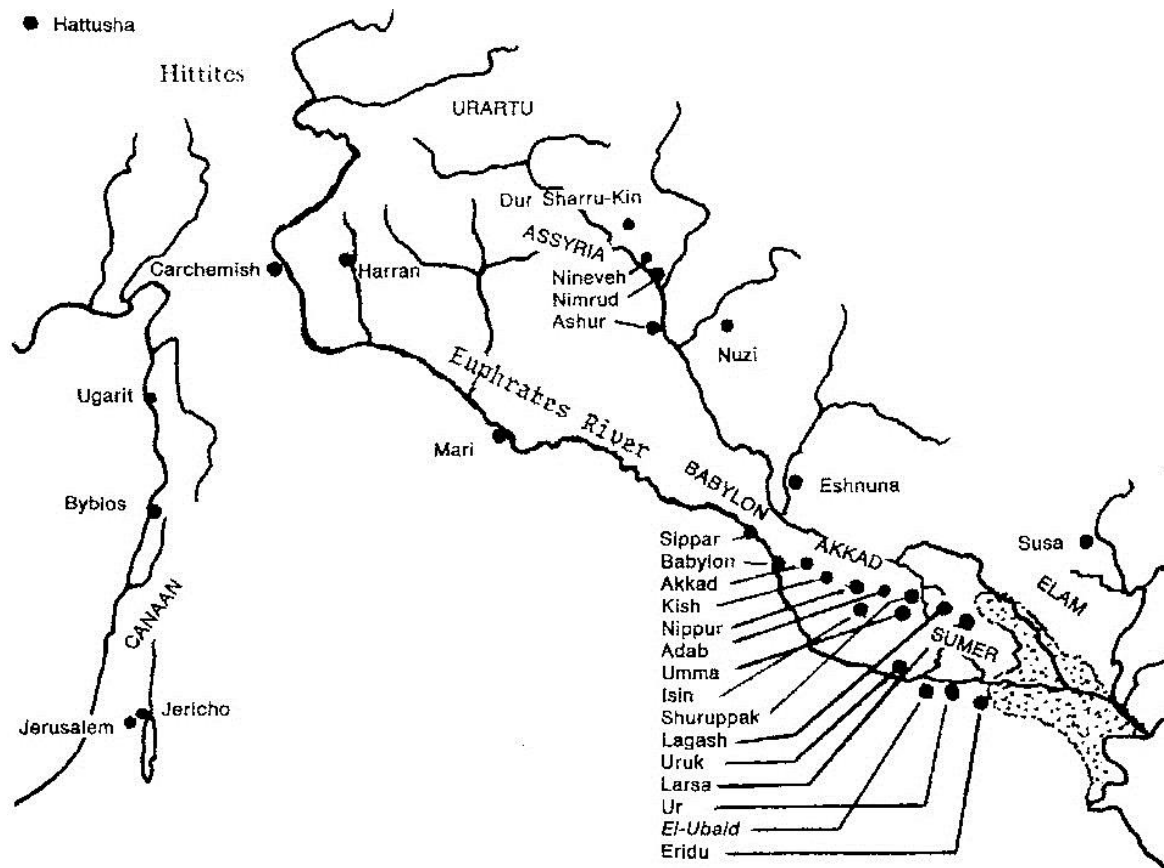 Hattusha
Hittites
URARTU
Dur Sharru-Kin
ASSYRIA
Carchemish
Harran
Nineveh
Nimrud
Ashur
Nuzi
Euphrates River
Ugarit
Mari
BABYLON
Eshnuna
Bybios
Sippar
AKKAD
Susa
Babylon
Akkad
ELAM
Kish
CANAAN
Nippur
Adab
SUMER
Umma
Isin
Shuruppak
Jericho
Jerusalem
Lagash
Uruk
Larsa
Ur
El-Ubaid
Eridu